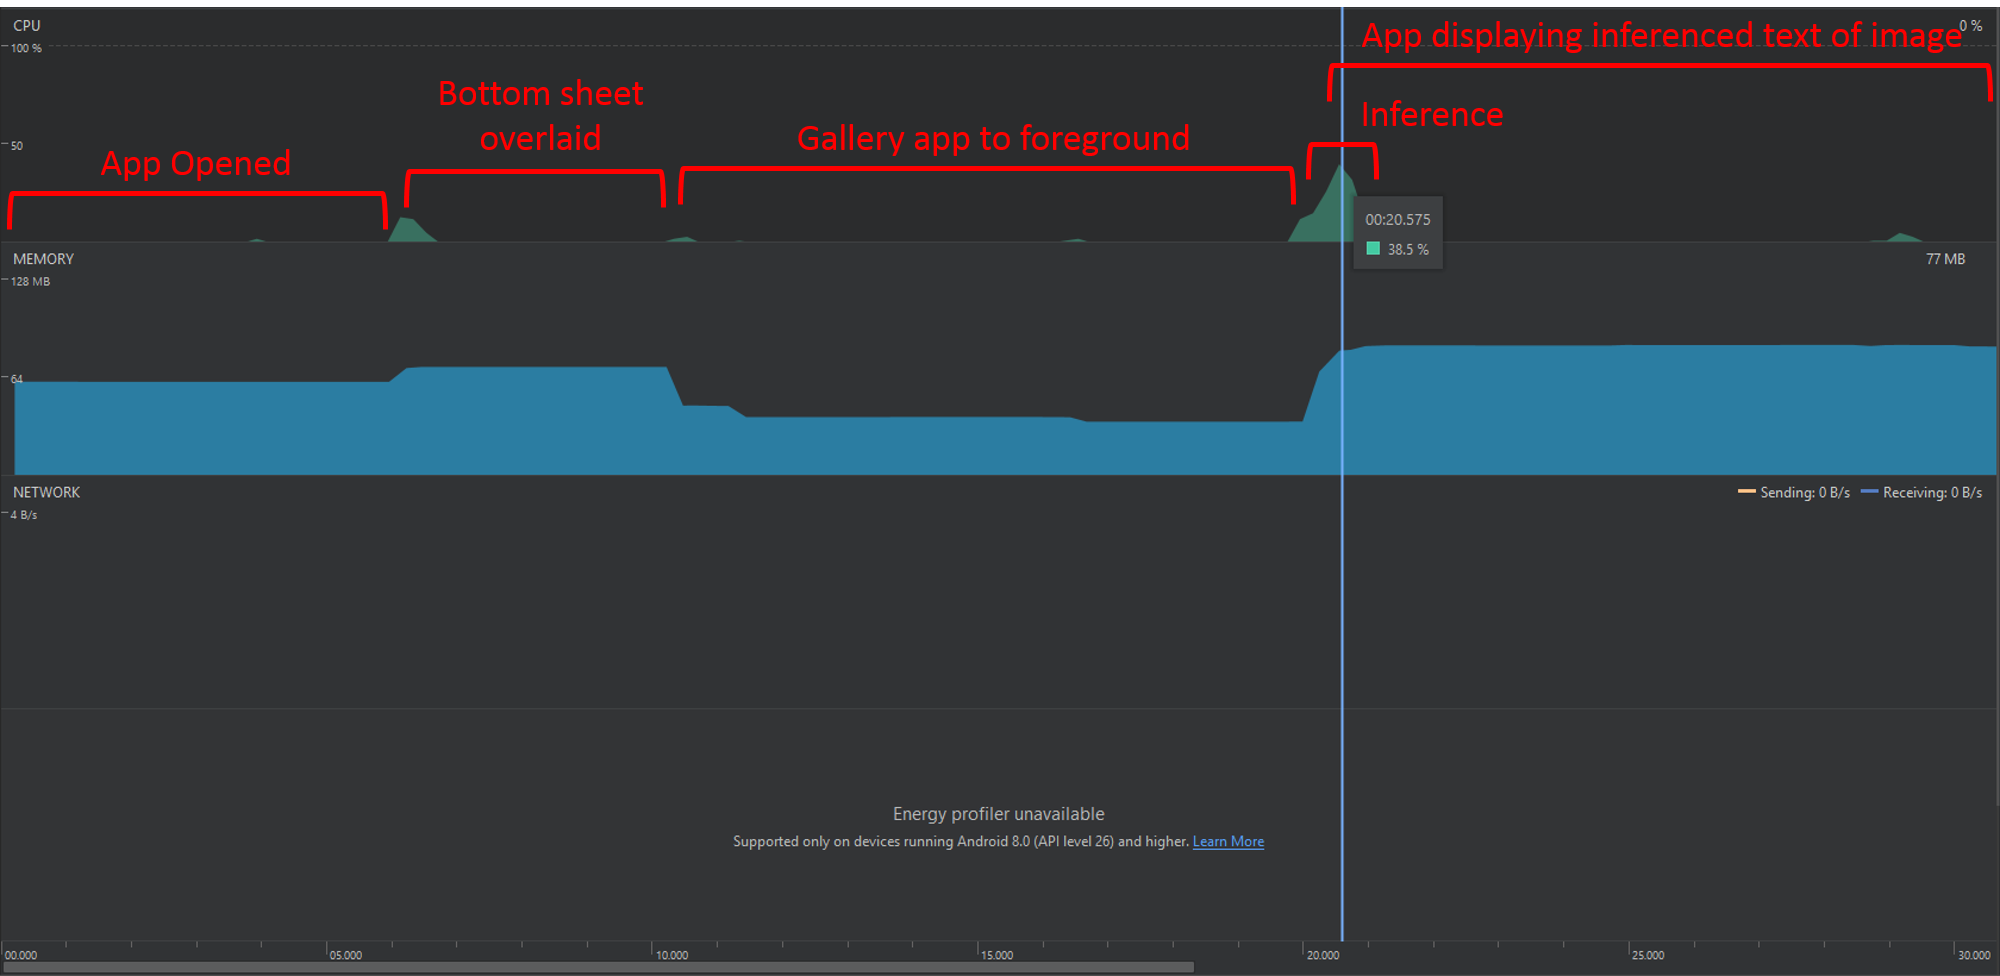 CPU
0 %
100 %
App displaying inferenced text of image
Bottom sheet
overlaid
Inference
Gallery app to foreground
50
App Opened
00:20.575
38.5 %
MEMORY
77 MB
128 MB
64
NETWORK
Sending: 0 B/s
Receiving: 0 B/s
4 B/s
Energy profiler unavailable
Supported only on devices running Android 8.0 (API level 26) and higher. Learn More
00.000
05.000
10.000
15.000
20.000
25.000
30.000